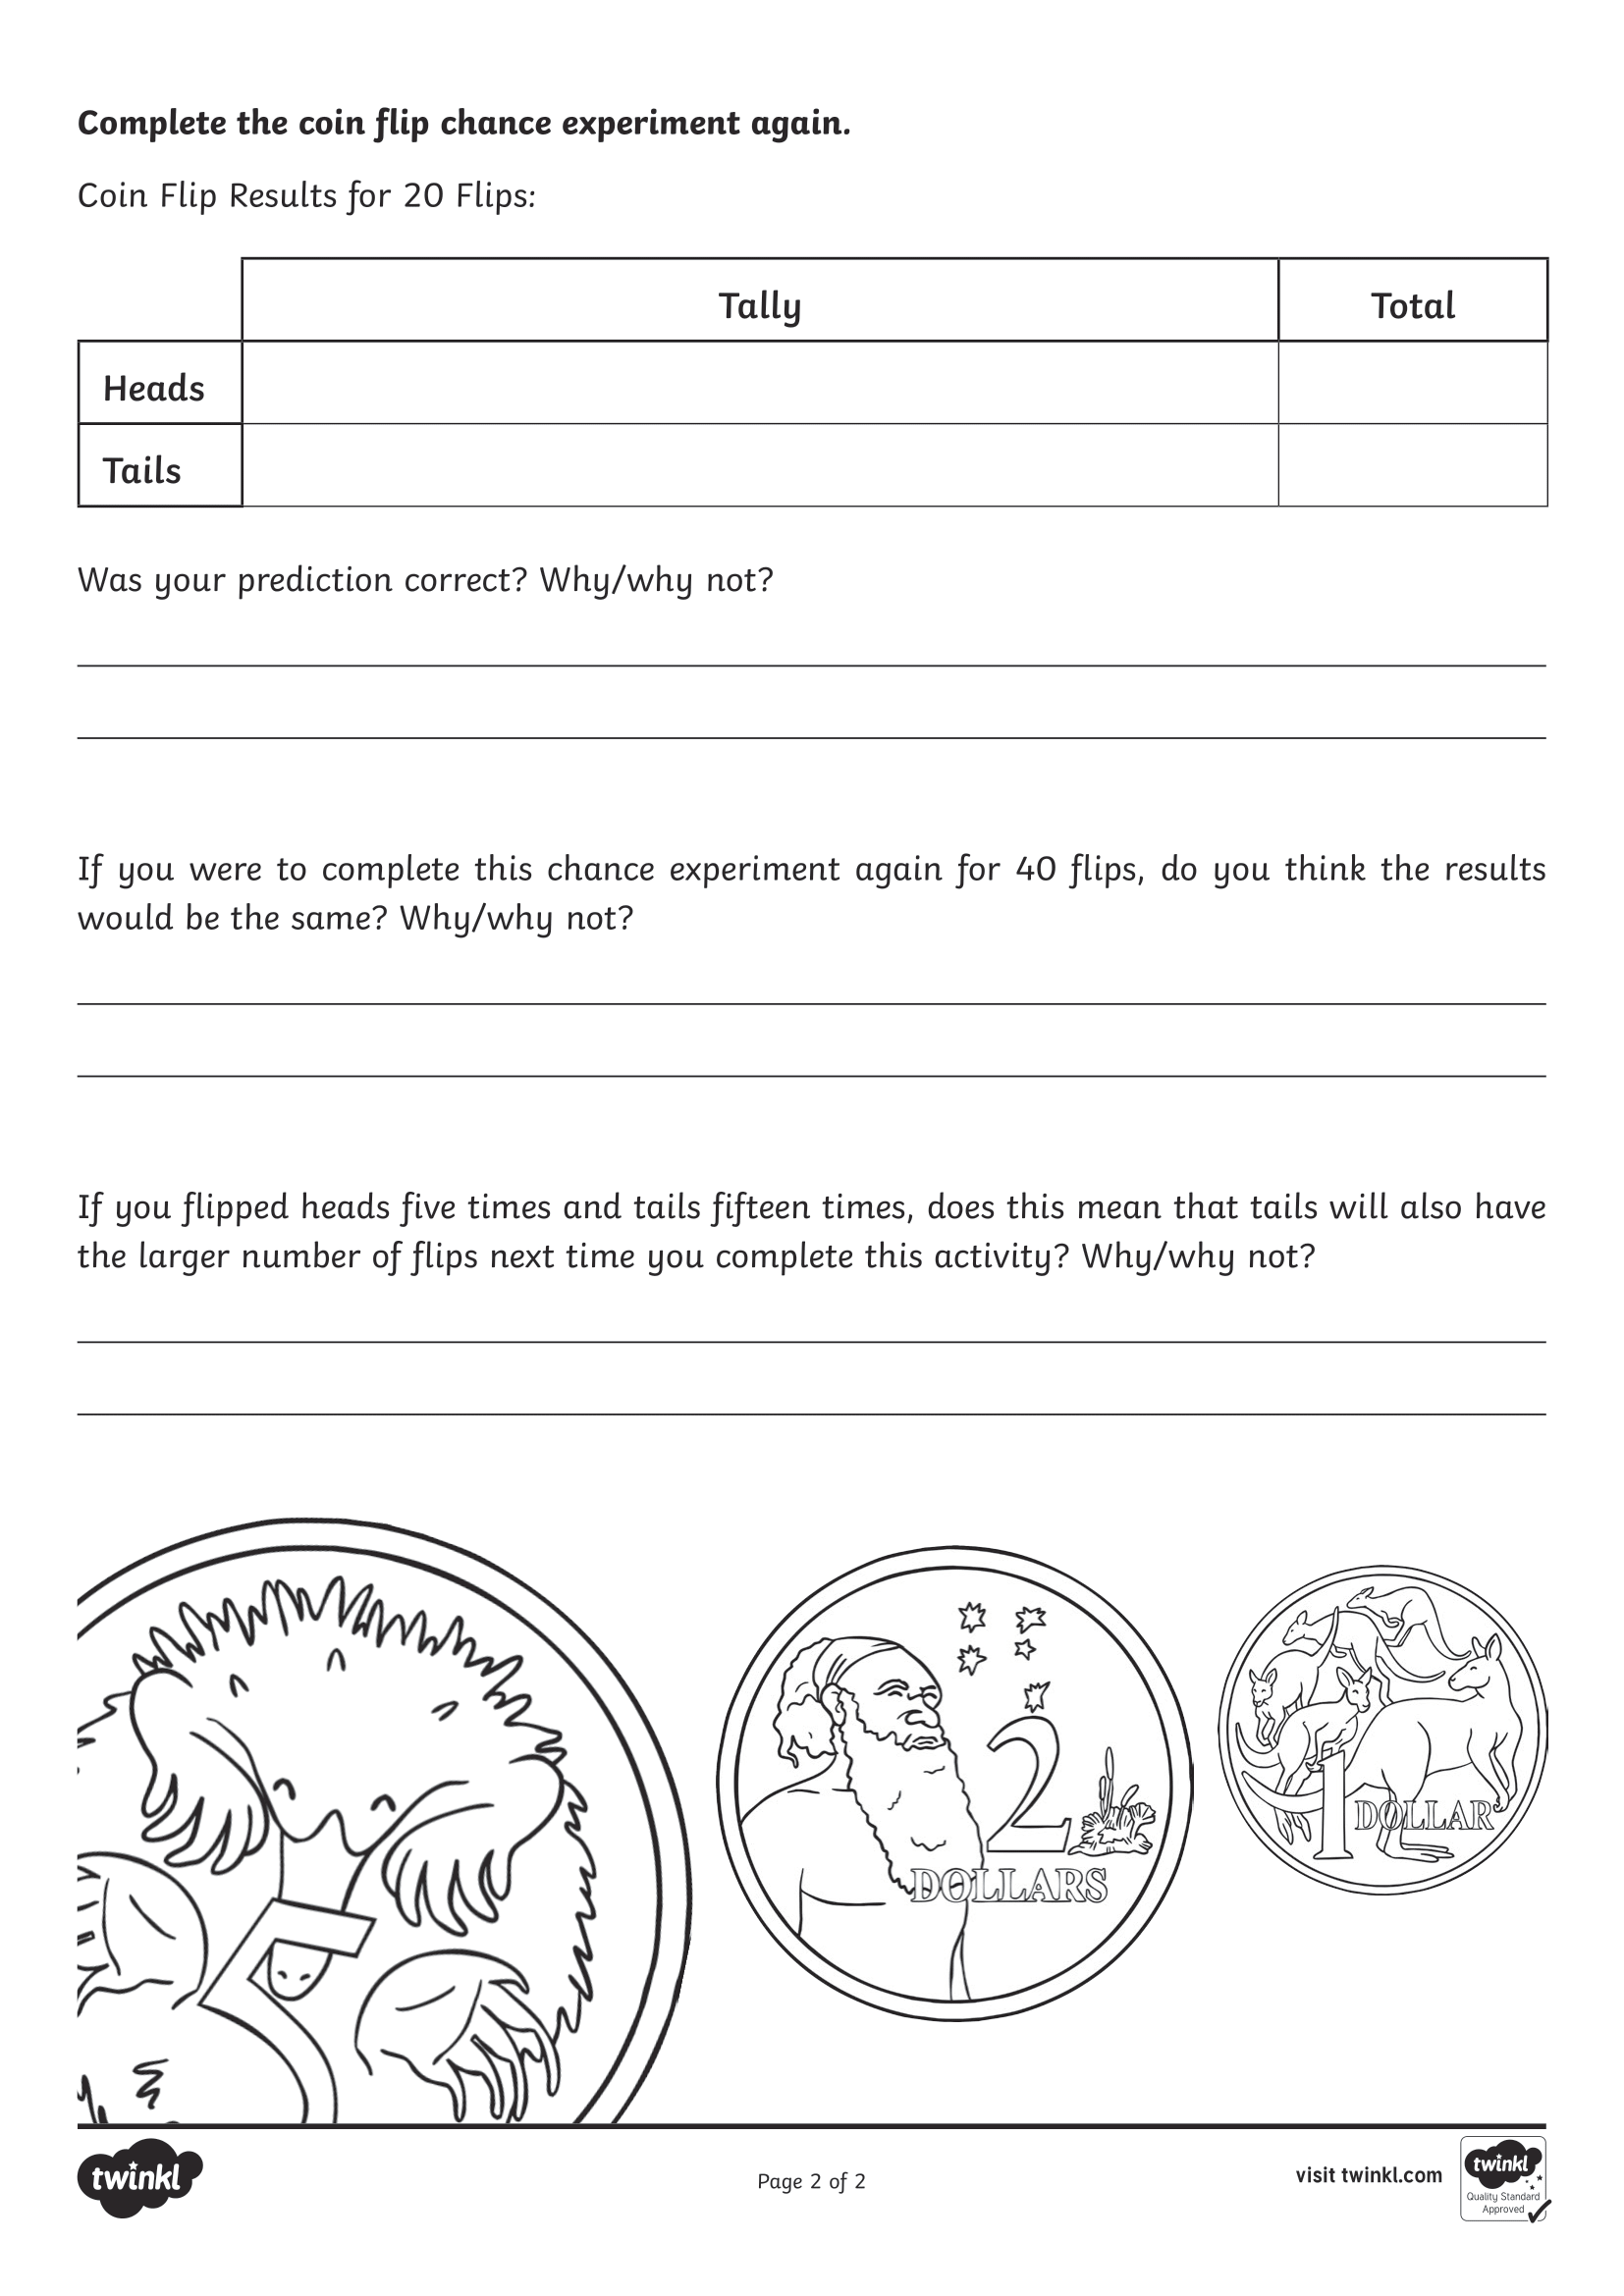 Complete the coin flip chance experiment again.
Coin Flip Results for 20 Flips:
Tally Total
Heads
Tails
Was your prediction correct? Why/why not?
If you were to complete this chance experiment again for 40 flips, do you think the results
would be the same? Why/why not?
If you flipped heads five times and tails fifteen times, does this mean that tails will also have
the larger number of flips next time you complete this activity? Why/why not?
2
DOLLARS
1 DOLLAR
twinkl
Page 2 of 2
visit twinkl.com
twinkl
Quality Standard
Approved